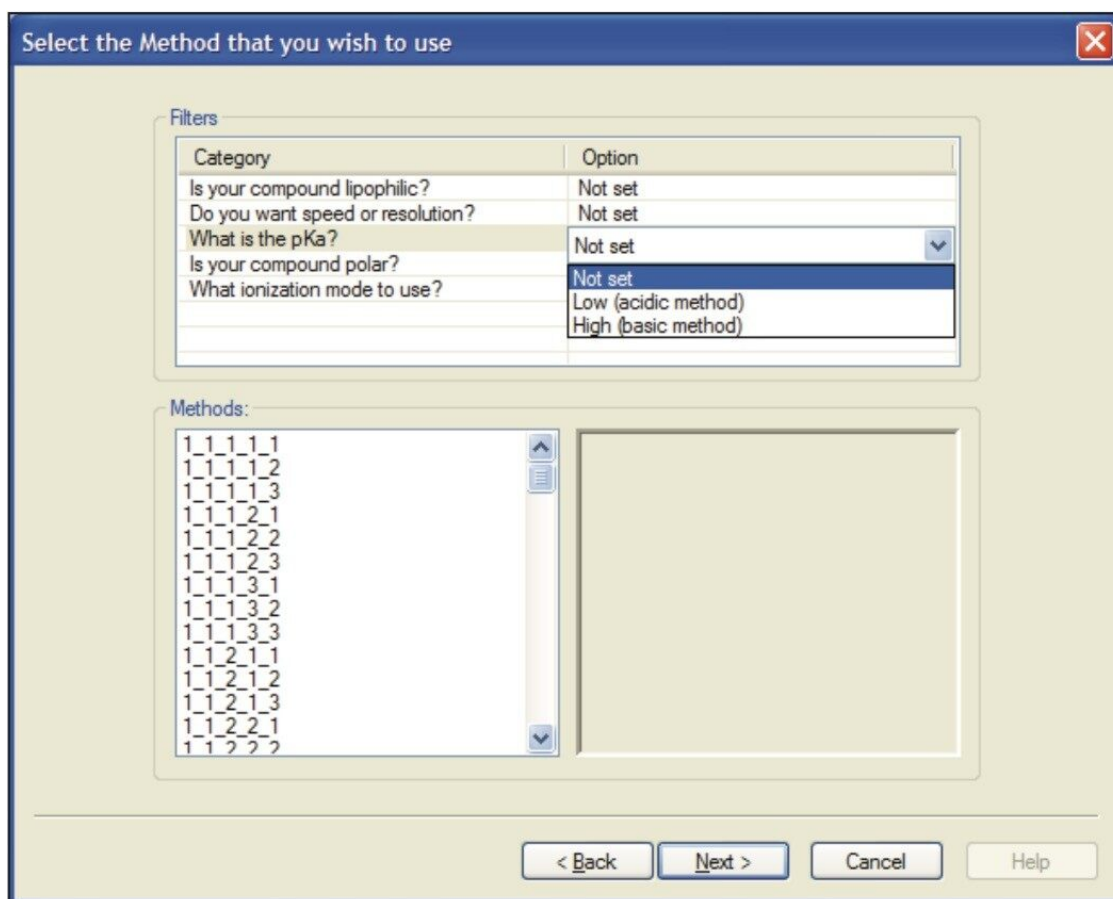 Select the Method that you wish to use
Filters
Category Option
Is your compound lipophilic? Not set
Do you want speed or resolution? Not set
What is the pKa? Not set
Is your compound polar? Not set
What ionization mode to use? Low (acidic method)
High (basic method)
Methods:
1_1_1_1_1
1_1_1_1_2
1_1_1_1_3
1_1_1_2_1
1_1_1_2_2
1_1_1_2_3
1_1_1_3_1
1_1_1_3_2
1_1_1_3_3
1_1_2_1_1
1_1_2_1_2
1_1_2_1_3
1_1_2_2_1
1_1_2_2_2
< Back Next > Cancel Help